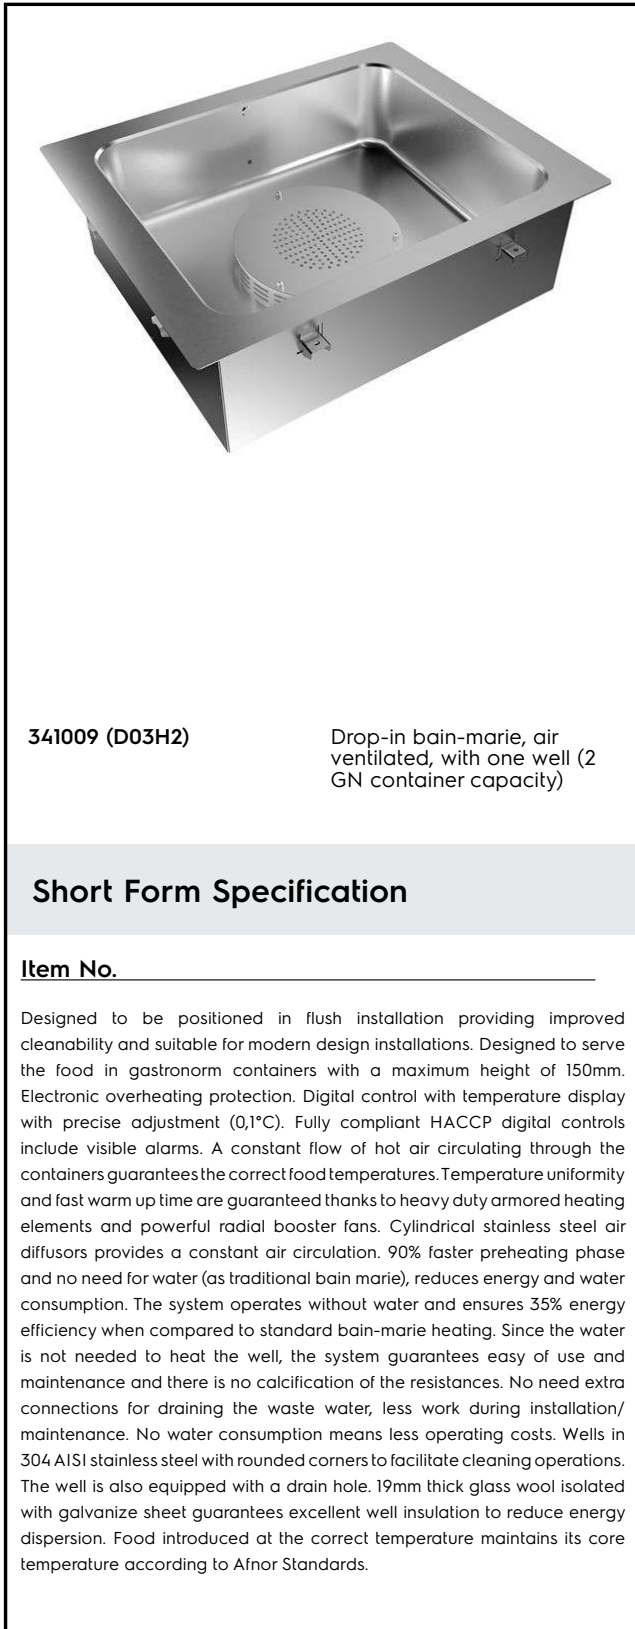 341009 (D03H2)
Drop-in bain-marie, air
ventilated, with one well (2
GN container capacity)
Short Form Specification
Item No.
Designed to be positioned in flush installation providing improved
cleanability and suitable for modern design installations. Designed to serve
the food in gastronorm containers with a maximum height of 150mm.
Electronic overheating protection. Digital control with temperature display
with precise adjustment (0,1°C). Fully compliant HACCP digital controls
include visible alarms. A constant flow of hot air circulating through the
containers guarantees the correct food temperatures. Temperature uniformity
and fast warm up time are guaranteed thanks to heavy duty armored heating
elements and powerful radial booster fans. Cylindrical stainless steel air
diffusors provides a constant air circulation. 90% faster preheating phase
and no need for water (as traditional bain marie), reduces energy and water
consumption. The system operates without water and ensures 35% energy
efficiency when compared to standard bain-marie heating. Since the water
is not needed to heat the well, the system guarantees easy of use and
maintenance and there is no calcification of the resistances. No need extra
connections for draining the waste water, less work during installation/
maintenance. No water consumption means less operating costs. Wells in
304 AISI stainless steel with rounded corners to facilitate cleaning operations.
The well is also equipped with a drain hole. 19mm thick glass wool isolated
with galvanize sheet guarantees excellent well insulation to reduce energy
dispersion. Food introduced at the correct temperature maintains its core
temperature according to Afnor Standards.